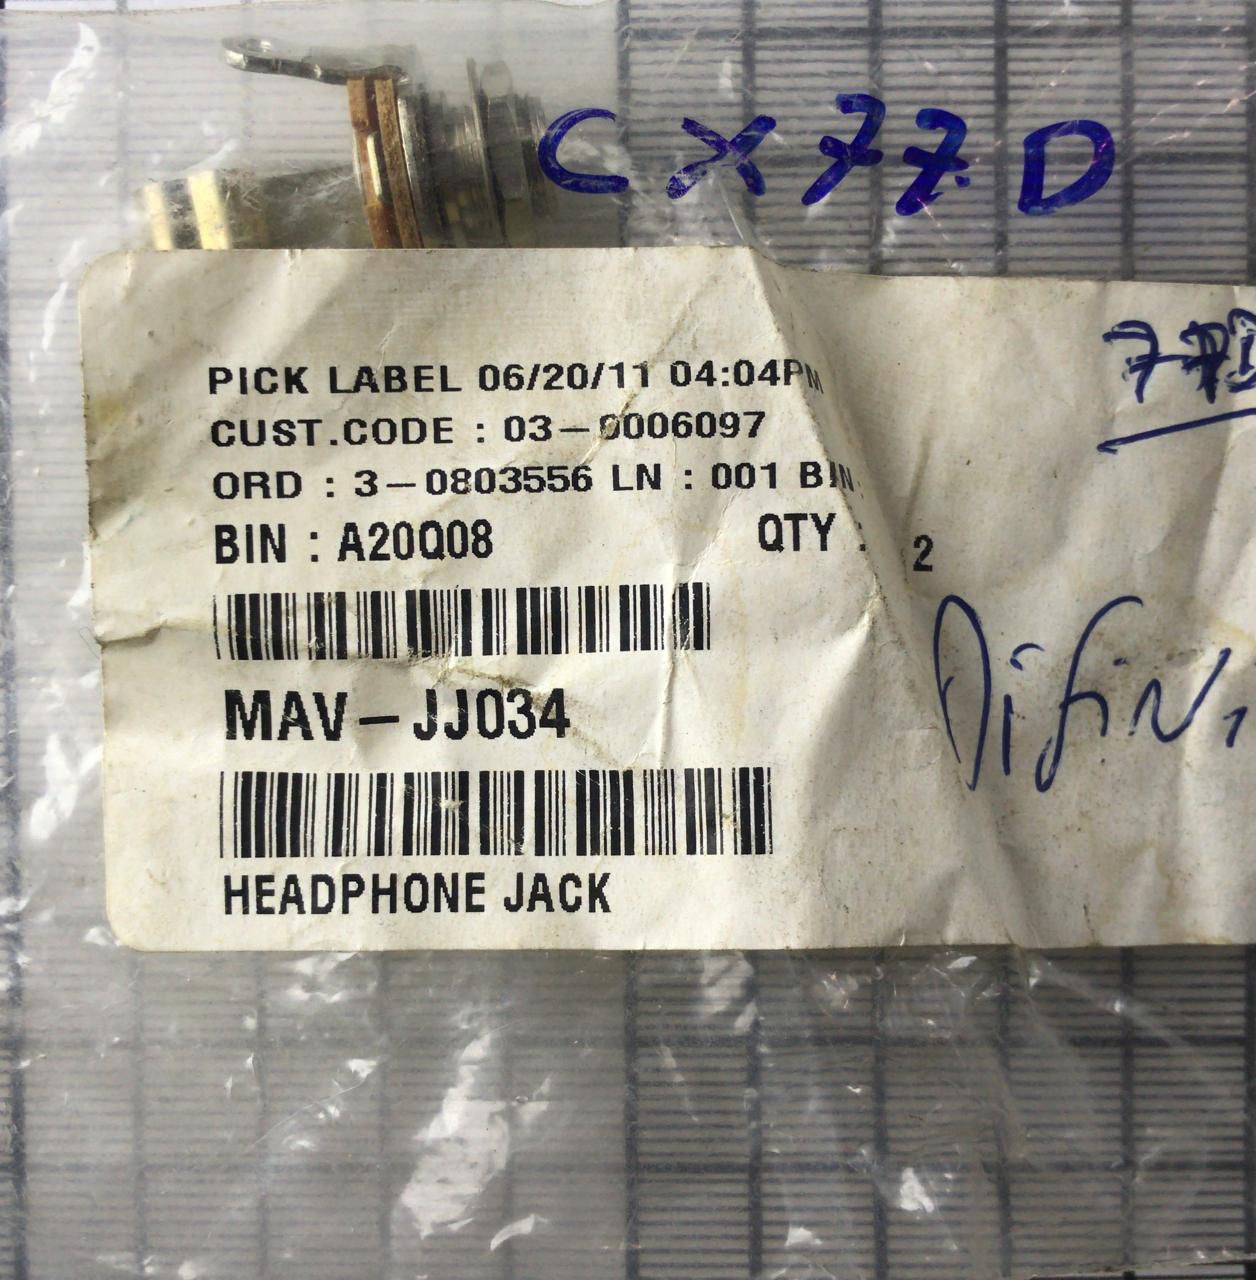 CX77D
PICK LABEL 06/20/11 04:04PM
CUST.CODE : 03-0006097
ORD : 3-0803556 LN : 001 BIN:
BIN : A20Q08 QTY : 2
MAV-JJ034
HEADPHONE JACK